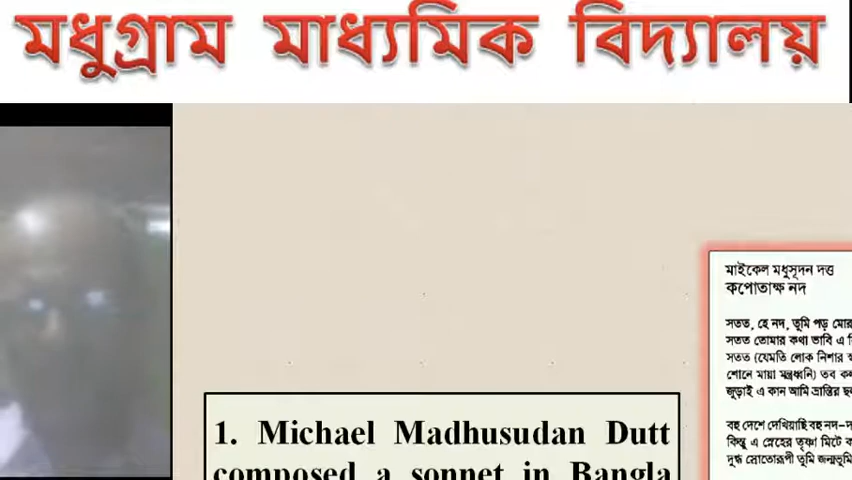 মধুগ্রাম মাধ্যমিক বিদ্যালয়
মাইকেল মধুসূদন দত্ত
কপোতাক্ষ নদ
সতত, হে নদ, তুমি পড় মোর
সতত তোমার কথা ভাবি এ
সতত (যেমতি লোক নিশার
শোনে মায়া মন্ত্রধ্বনি) তব
জুড়াই এ কান আমি ভ্রান্তির
বহু দেশে দেখিয়াছি বহু নদ-
কিন্তু এ স্নেহের তৃষ্ণা মিটে
দুগ্ধ স্রোতোরূপী তুমি জন্মভূমি
1. Michael Madhusudan Dutt
composed a sonnet in Bangla